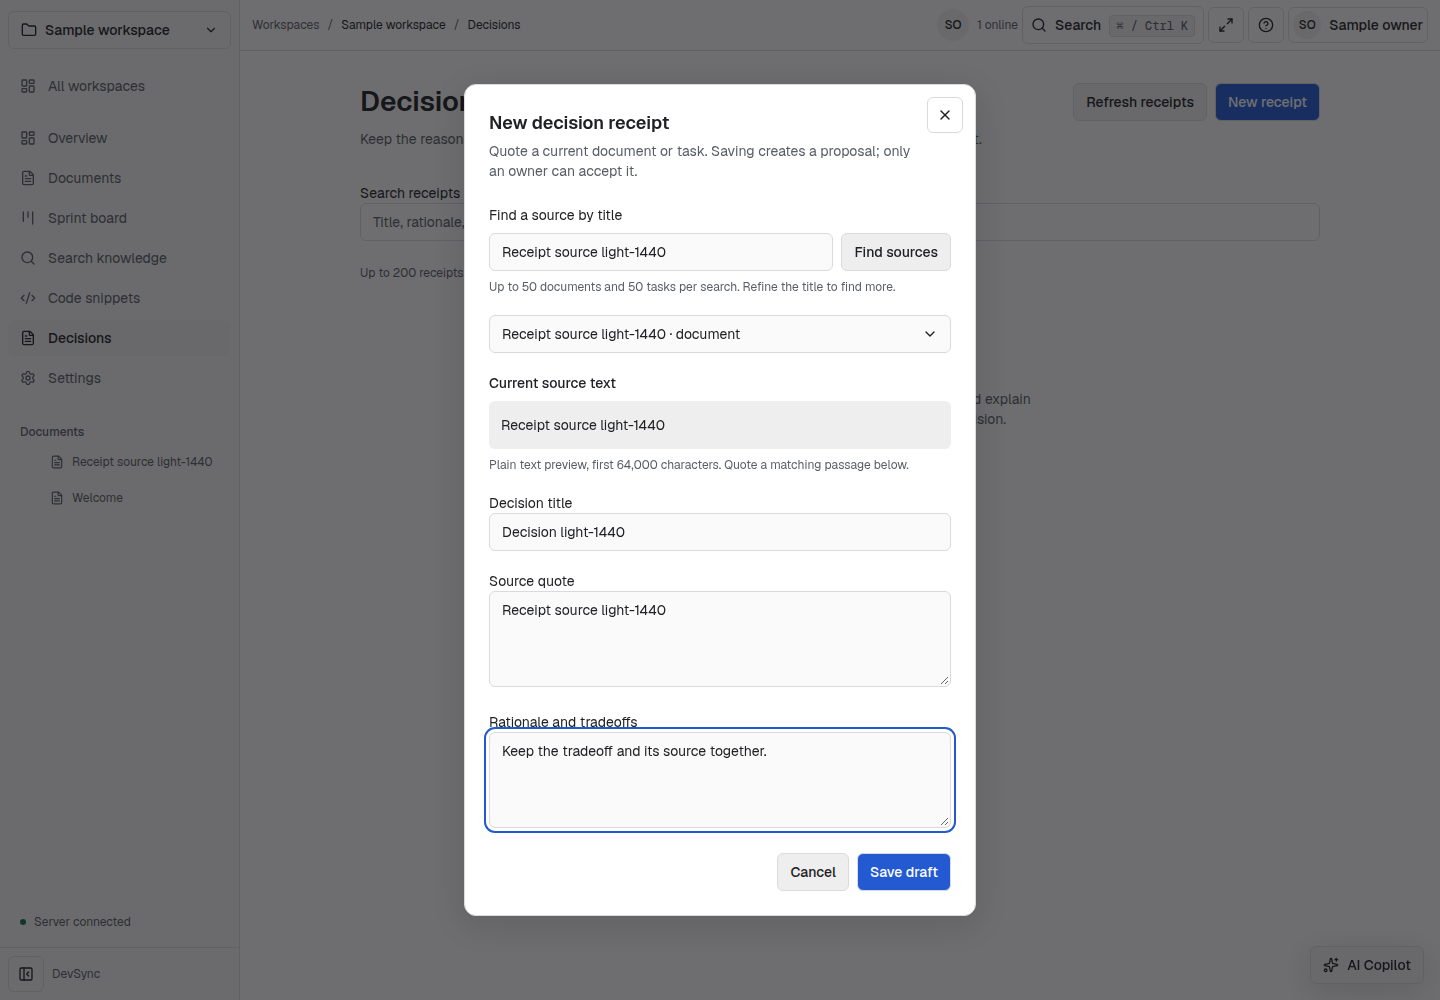 Sample workspace
Workspaces / Sample workspace / Decisions
SO 1 online
Search ⌘ / Ctrl K
SO Sample owner
All workspaces
Overview
Documents
Sprint board
Search knowledge
Code snippets
Decisions
Settings
Documents
Receipt source light-1440
Welcome
Server connected
DevSync
Refresh receipts
New receipt
Keep the reason
Search receipts
Title, rationale,
Up to 200 receipts
explain
New decision receipt
Quote a current document or task. Saving creates a proposal; only
an owner can accept it.
Find a source by title
Receipt source light-1440
Find sources
Up to 50 documents and 50 tasks per search. Refine the title to find more.
Receipt source light-1440 · document
Current source text
Receipt source light-1440
Plain text preview, first 64,000 characters. Quote a matching passage below.
Decision title
Decision light-1440
Source quote
Receipt source light-1440
Rationale and tradeoffs
Keep the tradeoff and its source together.
Cancel
Save draft
AI Copilot